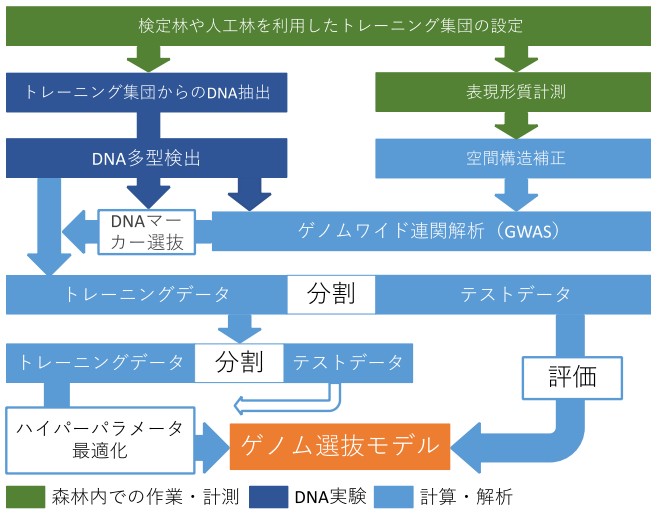 検定林や人工林を利用したトレーニング集団の設定
トレーニング集団からのDNA抽出
表現形質計測
DNA多型検出
空間構造補正
DNAマー
カー選抜
ゲノムワイド連関解析（GWAS）
トレーニングデータ
分割
テストデータ
トレーニングデータ
分割
テストデータ
評価
ハイパーパラメータ
最適化
ゲノム選抜モデル
森林内での作業・計測
DNA実験
計算・解析